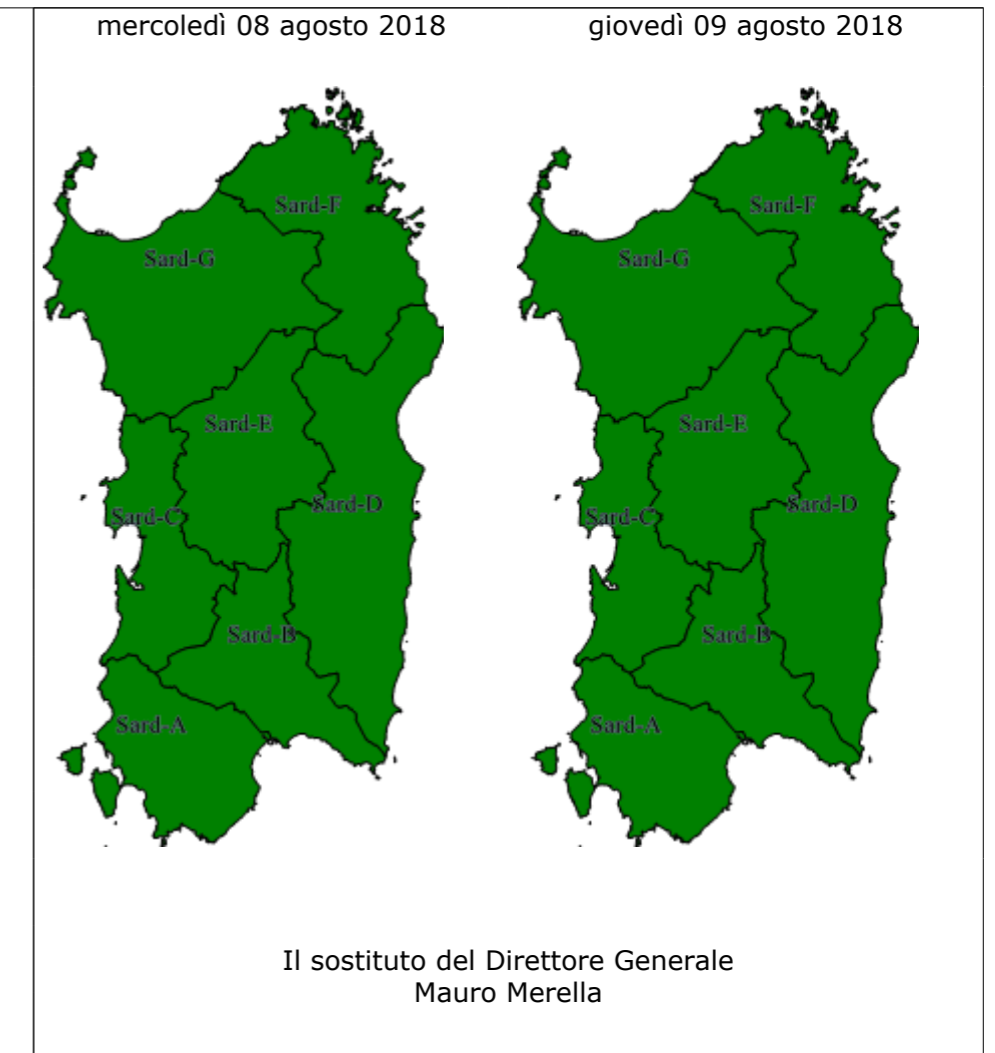 mercoledì 08 agosto 2018
giovedì 09 agosto 2018
Sard-F
Sard-G
Sard-E
Sard-D
Sard-C
Sard-B
Sard-A
Sard-F
Sard-G
Sard-E
Sard-D
Sard-C
Sard-B
Sard-A
Il sostituto del Direttore Generale
Mauro Merella